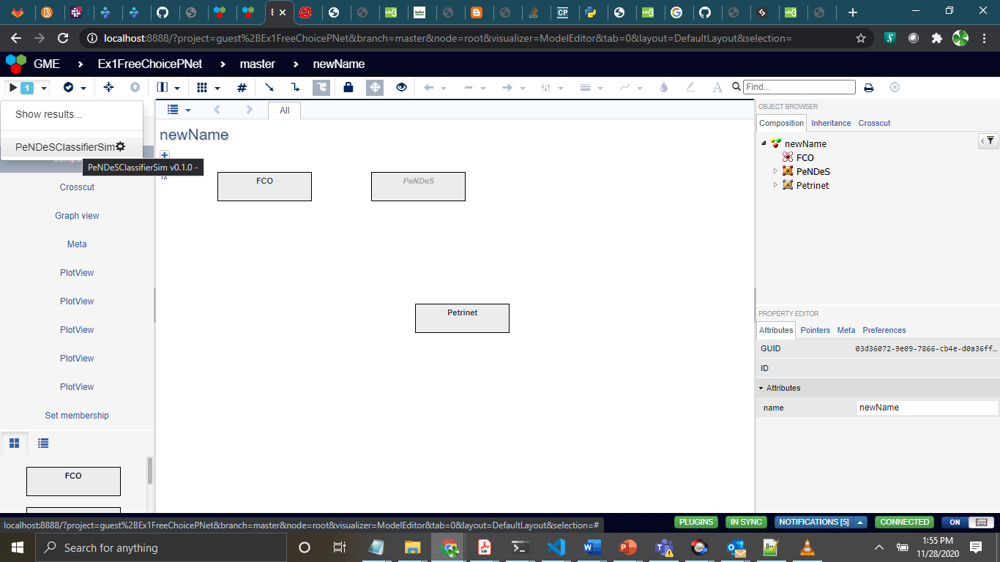 localhost:8888/?project=guest%2BEx1FreeChoicePNet&branch=master&node=root&visualizer=ModelEditor&tab=0&layout=DefaultLayout&selection=
GME
Ex1FreeChoicePNet
master
newName
1
Find...
Show results...
PeNDeSClassifierSim
PeNDeSClassifierSim v0.1.0 -
Crosscut
Graph view
Meta
PlotView
PlotView
PlotView
PlotView
PlotView
Set membership
FCO
All
newName
FCO
PeNDeS
Petrinet
OBJECT BROWSER
Composition Inheritance Crosscut
newName
FCO
PeNDeS
Petrinet
PROPERTY EDITOR
Attributes Pointers Meta Preferences
GUID 03d36072-9e09-7866-cb4e-d0a36ff...
ID
Attributes
name newName
localhost:8888/?project=guest%2BEx1FreeChoicePNet&branch=master&node=root&visualizer=ModelEditor&tab=0&layout=DefaultLayout&selection=#
PLUGINS IN SYNC NOTIFICATIONS [5] CONNECTED ON
Search for anything
1:55 PM
11/28/2020